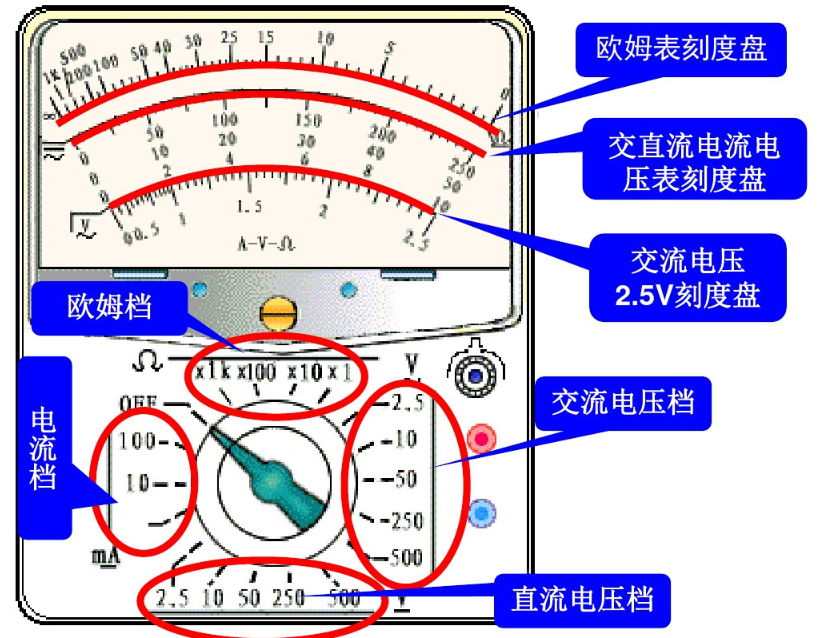 1k 500 200 100 50 40 30 25 15 10 5 0
∞ Ω
欧姆表刻度盘
0 50 100 150 200 250
0 10 20 30 40 50
0 2 4 6 8 10
交直流电流电
压表刻度盘
V
0 0.5 1 1.5 2 2.5
A-V-Ω
交流电压
2.5V刻度盘
欧姆档
Ω ×1k ×100 ×10 ×1 V
OFF
2.5
10
50
250
500
交流电压档
电流档
100
10
mA
2.5 10 50 250 500 V
直流电压档